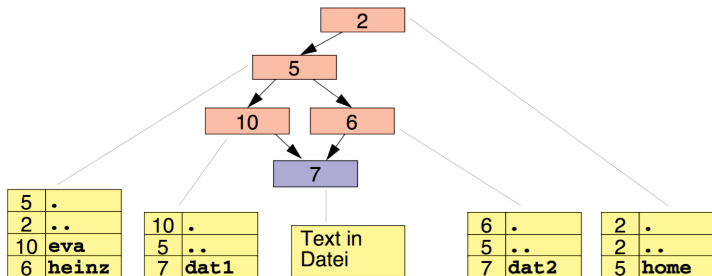 2
5
10
6
7
5 .
2 ..
10 eva
6 heinz
10 .
5 ..
7 dat1
Text in
Datei
6 .
5 ..
7 dat2
2 .
2 ..
5 home